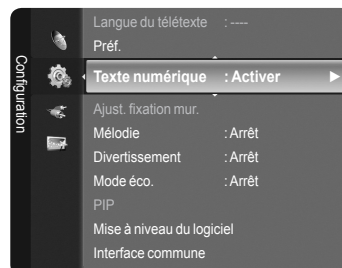 Configuration
Langue du télétexte : ----
Préf.
Texte numérique : Activer
Ajust. fixation mur.
Mélodie : Arrêt
Divertissement : Arrêt
Mode éco. : Arrêt
PIP
Mise à niveau du logiciel
Interface commune